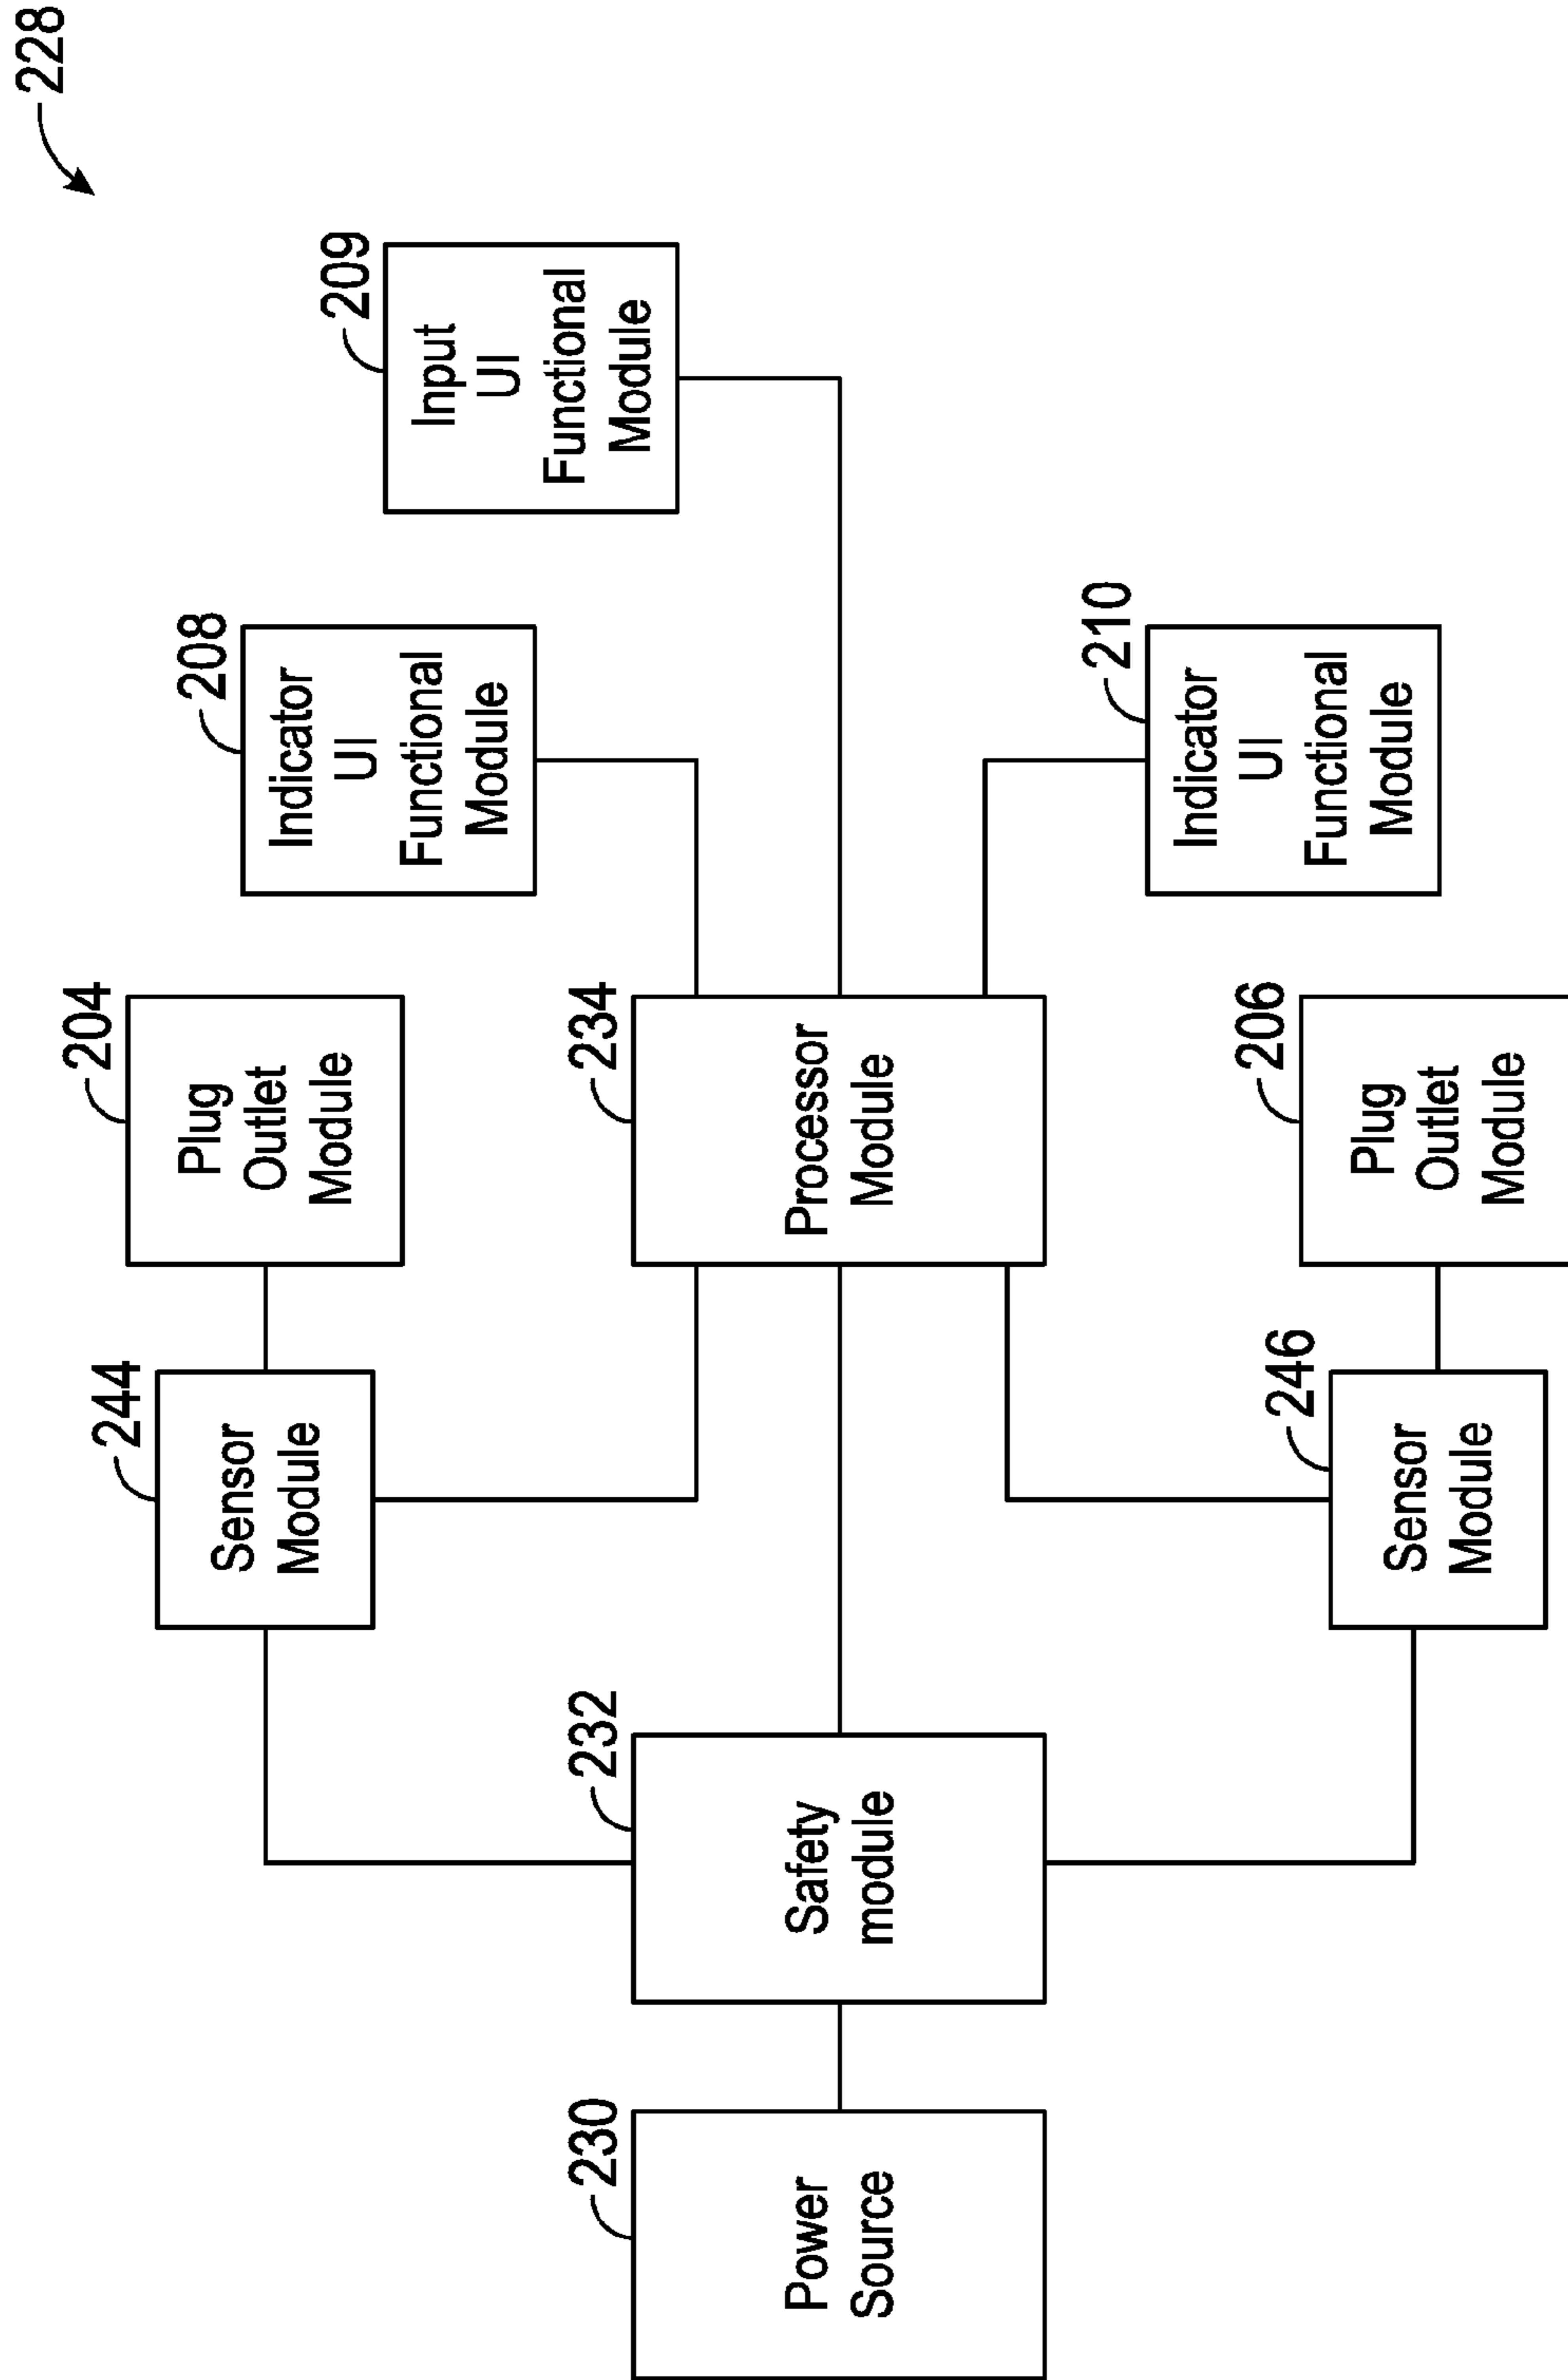 228
209
Input
UI
Functional
Module
208
Indicator
UI
Functional
Module
210
Indicator
UI
Functional
Module
204
Plug
Outlet
Module
234
Processor
Module
206
Plug
Outlet
Module
244
Sensor
Module
246
Sensor
Module
232
Safety
module
230
Power
Source